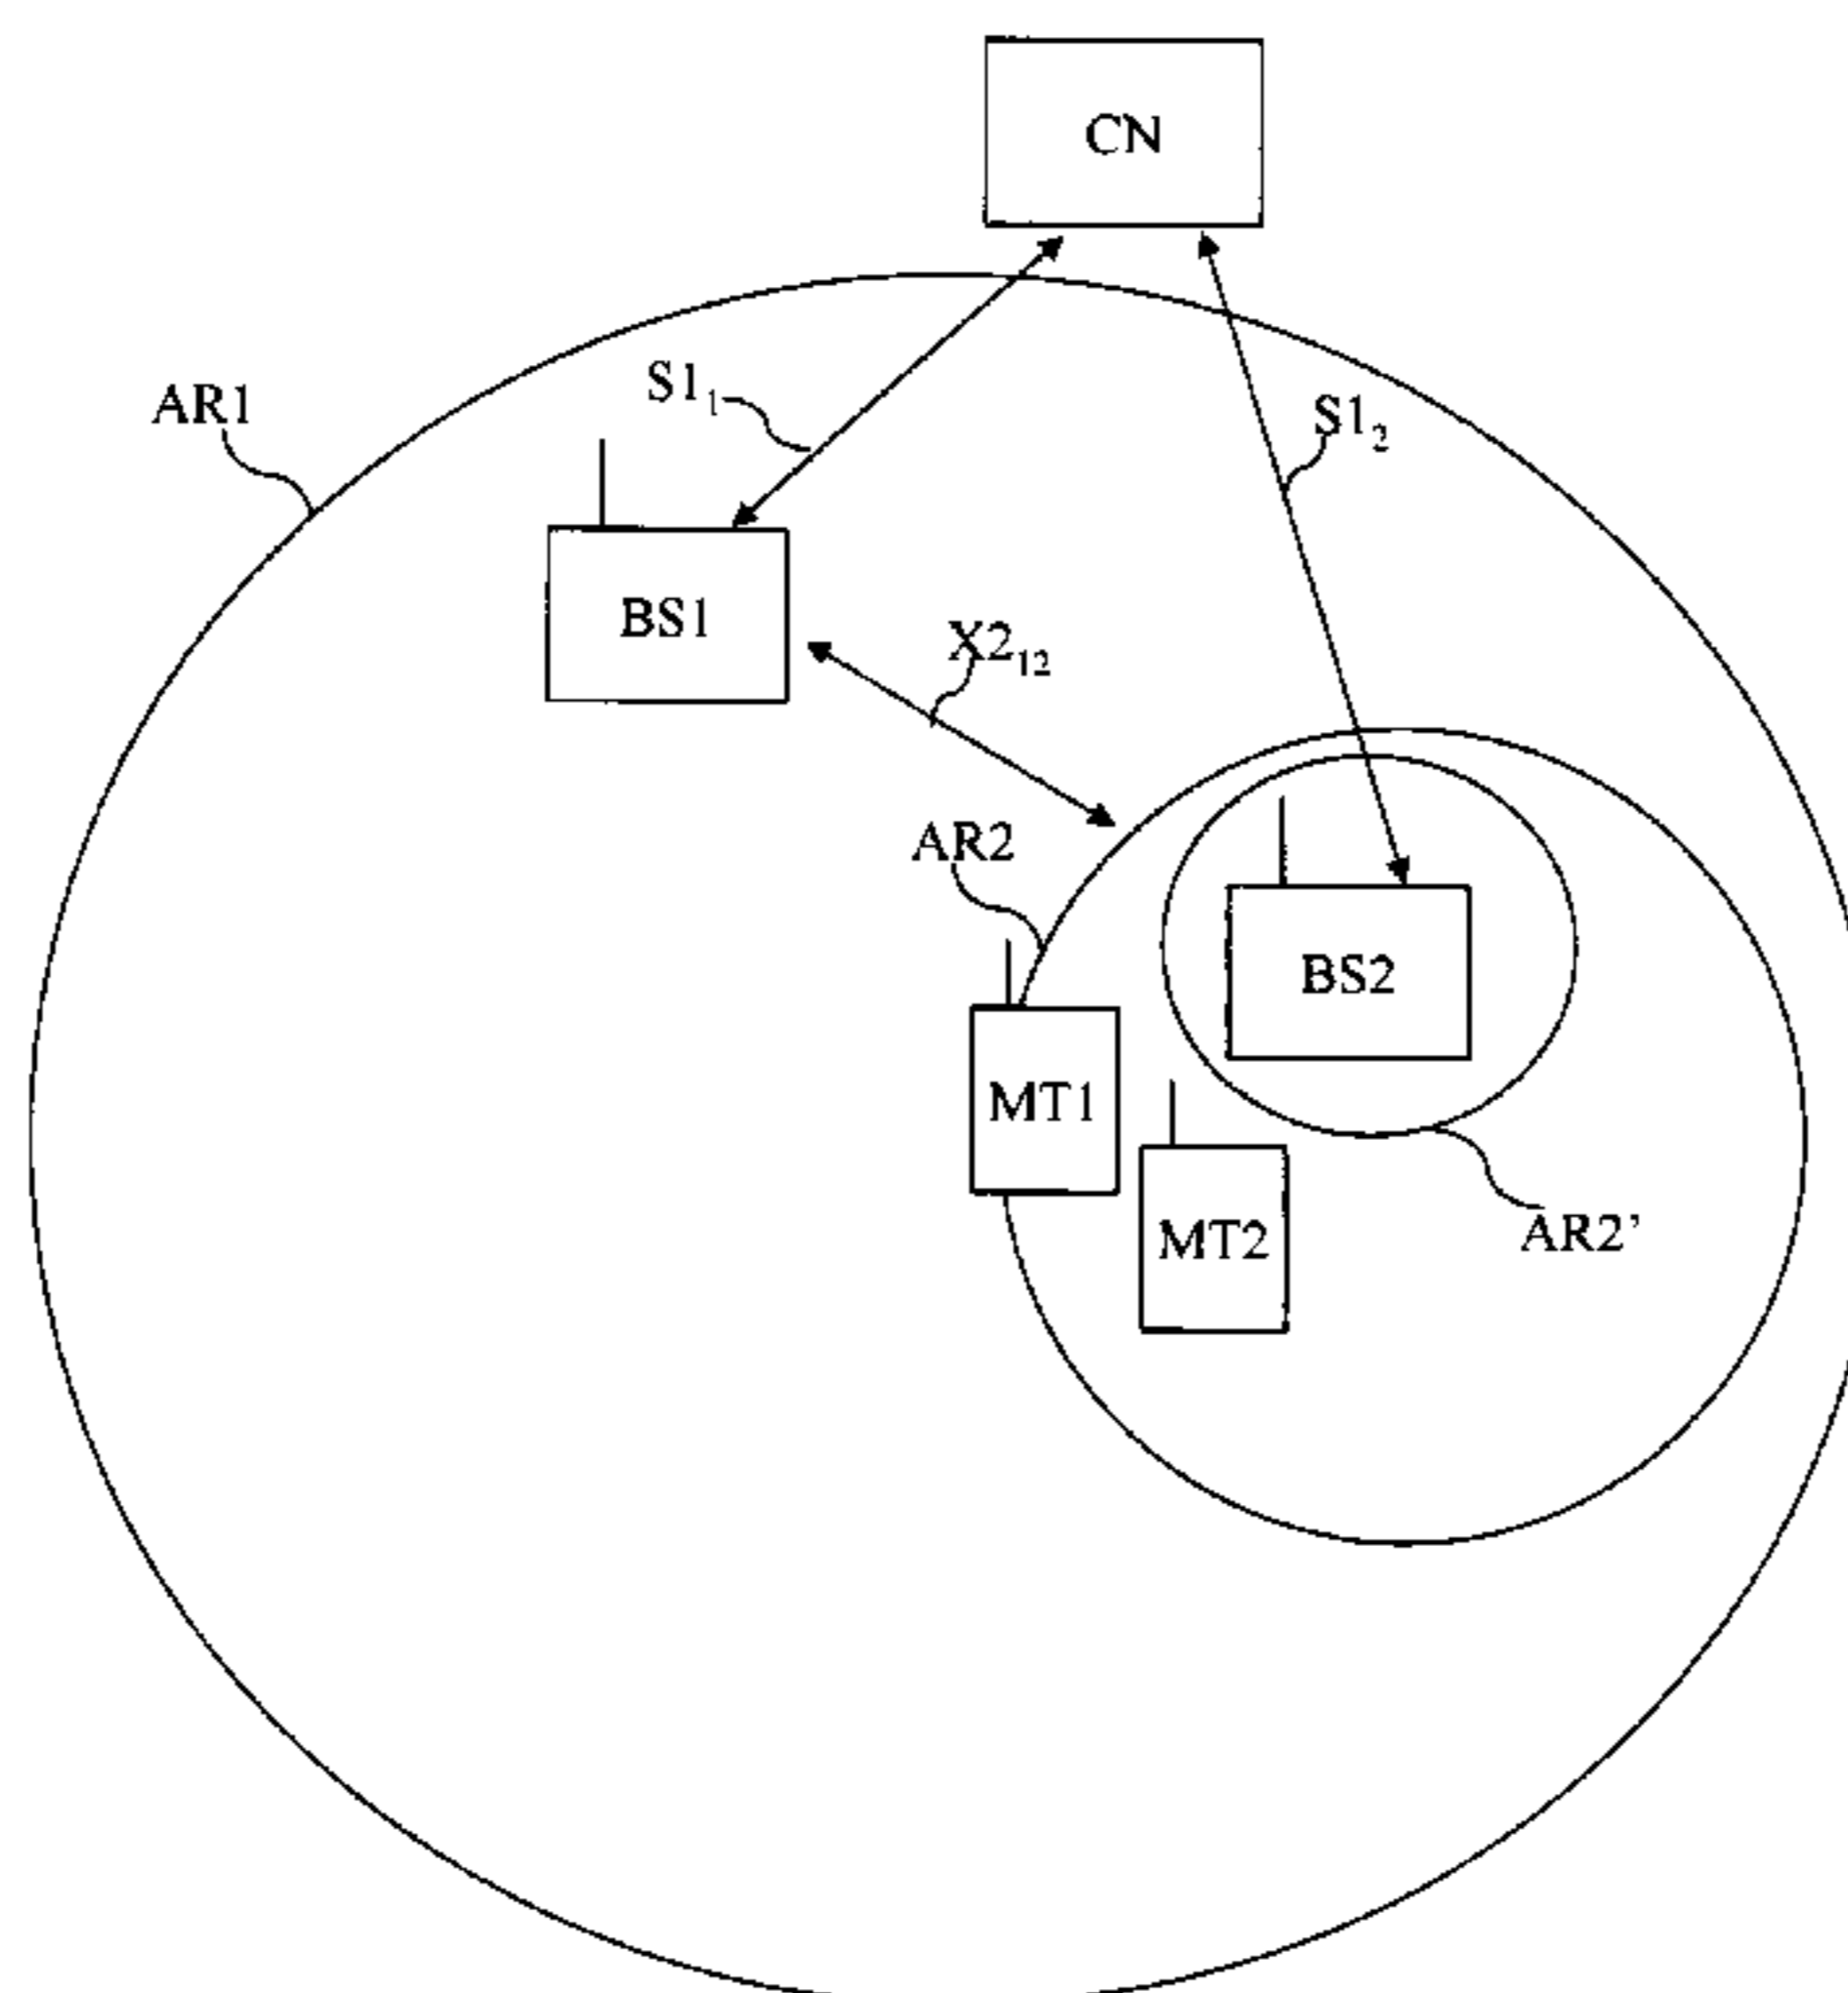 CN
S1₁
AR1
S1₂
BS1
X2₁₂
AR2
BS2
MT1
MT2
AR2’